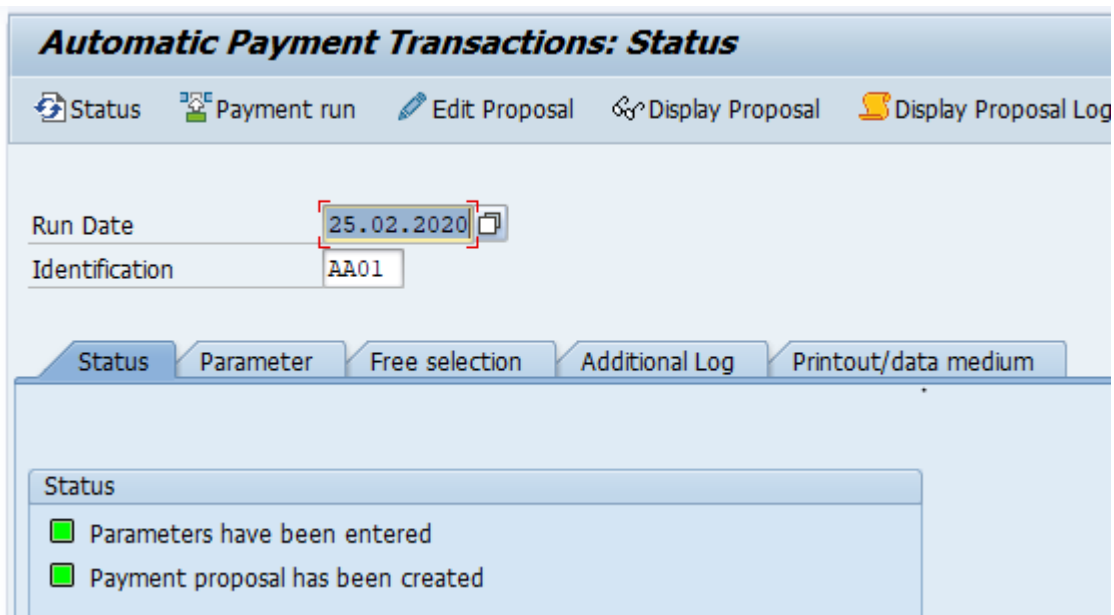 Automatic Payment Transactions: Status
Status Payment run Edit Proposal Display Proposal Display Proposal Log
Run Date 25.02.2020
Identification AA01
Status Parameter Free selection Additional Log Printout/data medium
Status
Parameters have been entered
Payment proposal has been created